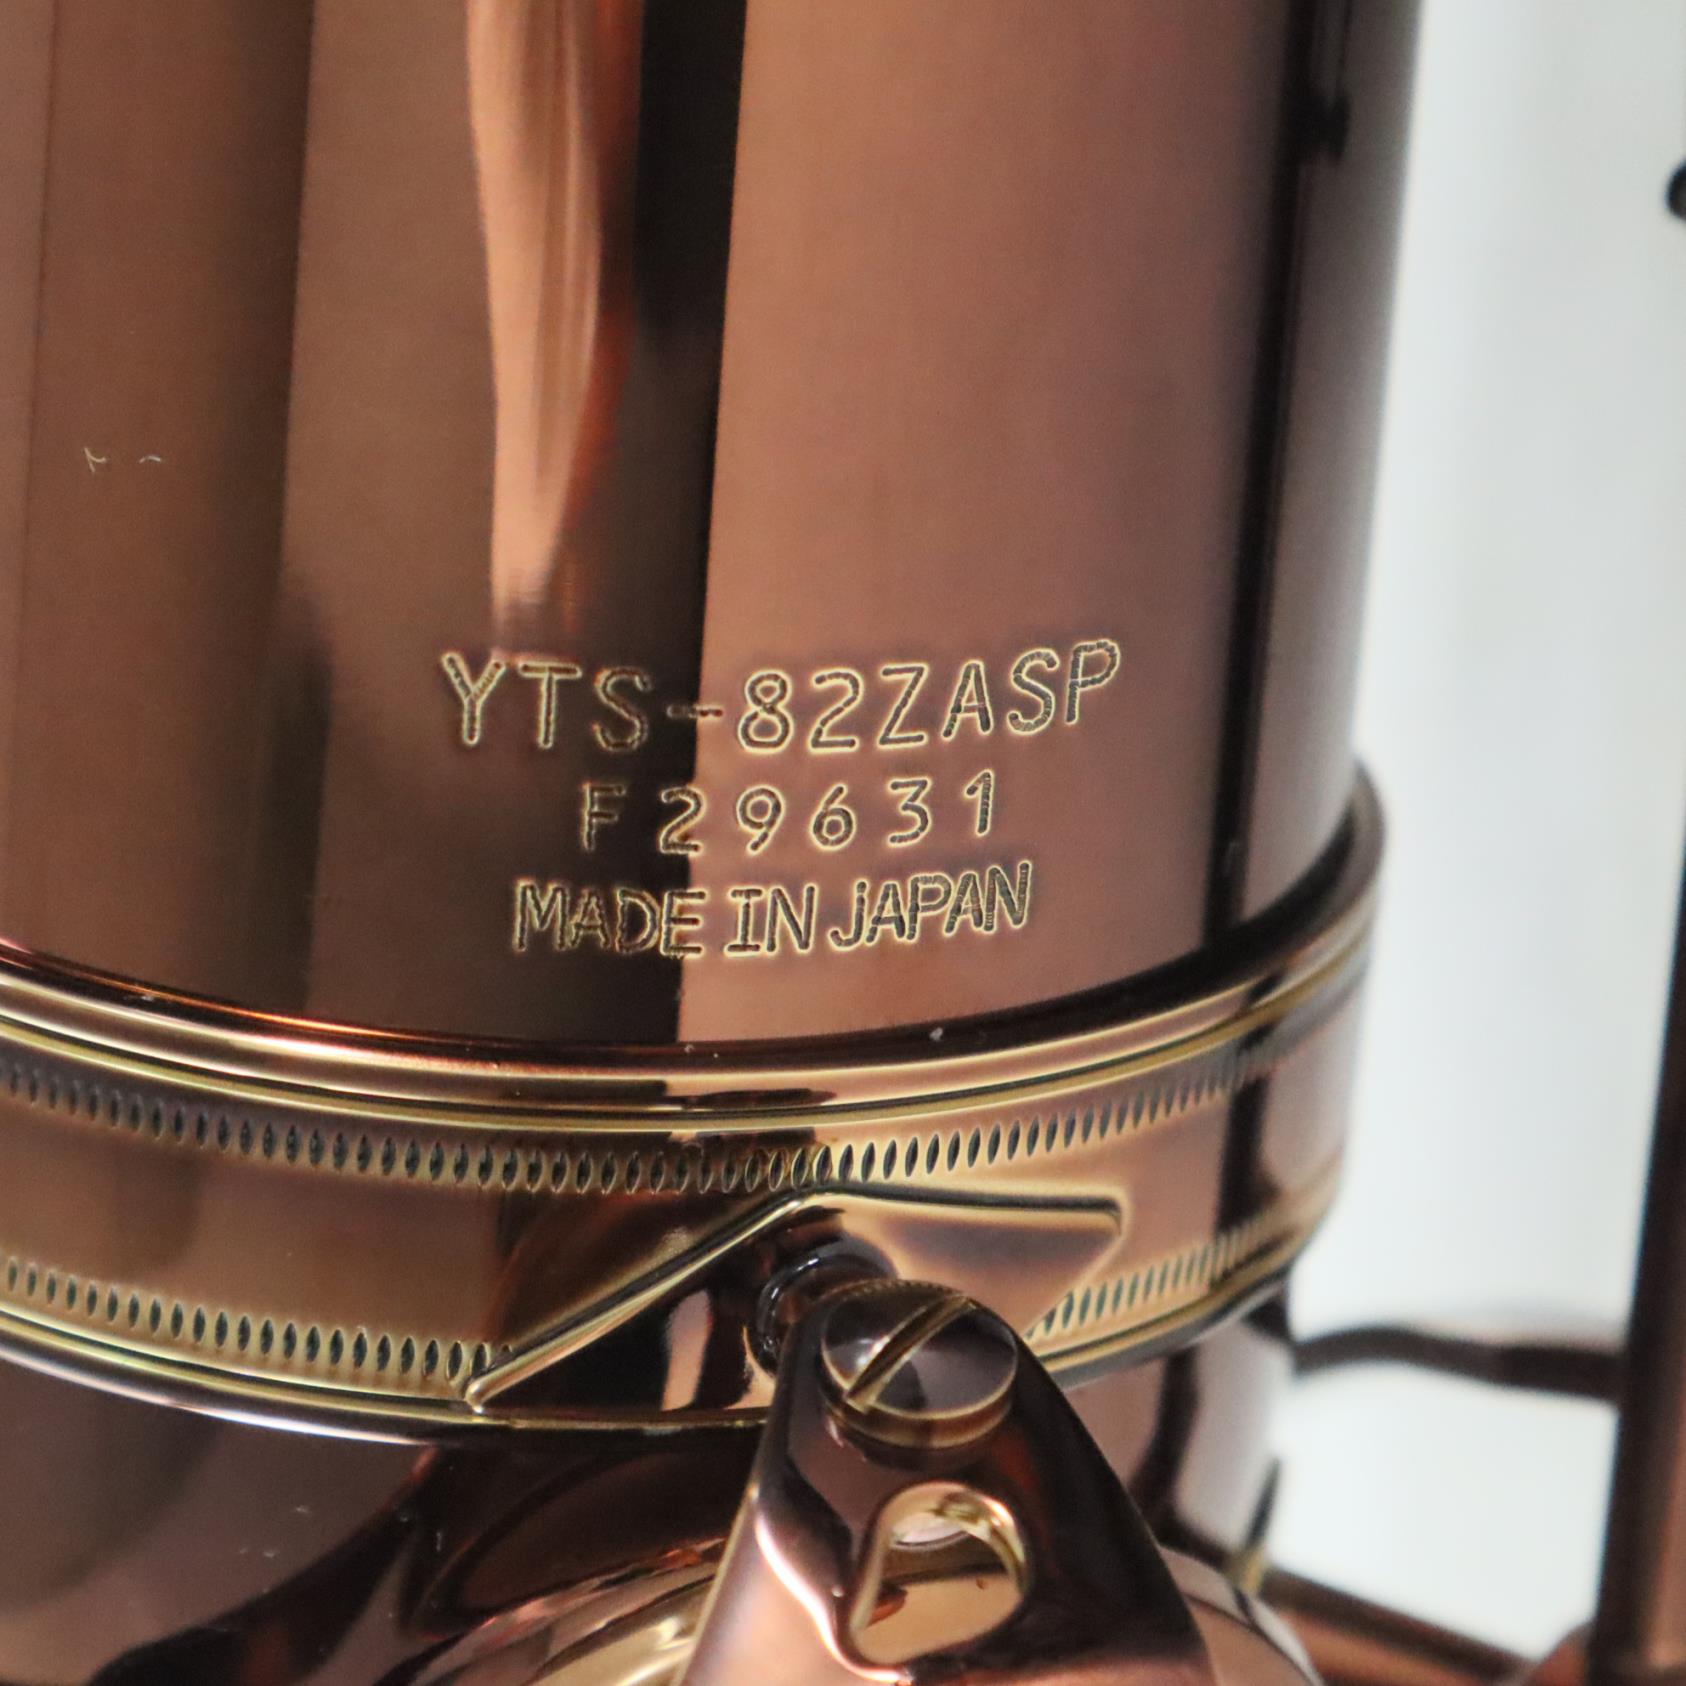 YTS-82ZASP
F29631
MADE IN JAPAN